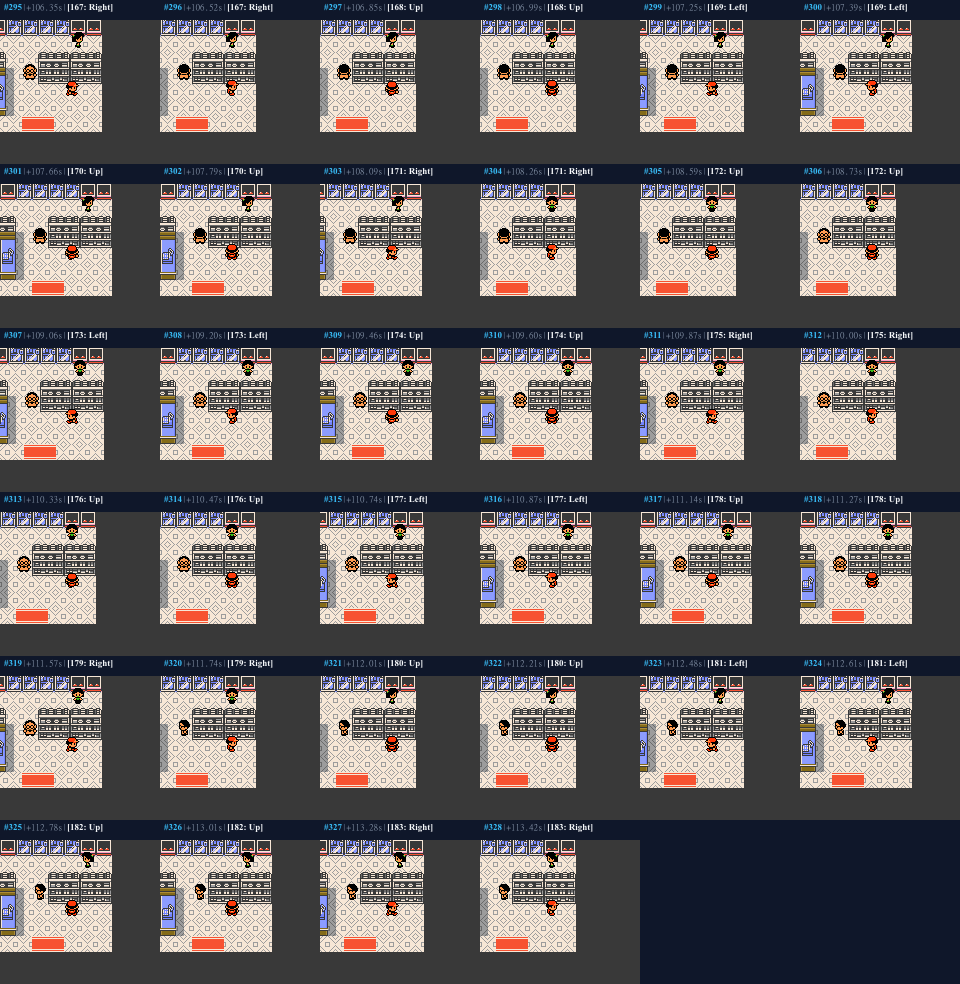 #295 |+106.35s| [167: Right] #296 |+106.52s| [167: Right] #297 |+106.85s| [168: Up] #298 |+106.99s| [168: Up] #299 |+107.25s| [169: Left] #300 |+107.39s| [169: Left]
#301 |+107.66s| [170: Up] #302 |+107.79s| [170: Up] #303 |+108.09s| [171: Right] #304 |+108.26s| [171: Right] #305 |+108.59s| [172: Up] #306 |+108.73s| [172: Up]
#307 |+109.06s| [173: Left] #308 |+109.20s| [173: Left] #309 |+109.46s| [174: Up] #310 |+109.60s| [174: Up] #311 |+109.87s| [175: Right] #312 |+110.00s| [175: Right]
#313 |+110.33s| [176: Up] #314 |+110.47s| [176: Up] #315 |+110.74s| [177: Left] #316 |+110.87s| [177: Left] #317 |+111.14s| [178: Up] #318 |+111.27s| [178: Up]
#319 |+111.57s| [179: Right] #320 |+111.74s| [179: Right] #321 |+112.01s| [180: Up] #322 |+112.21s| [180: Up] #323 |+112.48s| [181: Left] #324 |+112.61s| [181: Left]
#325 |+112.78s| [182: Up] #326 |+113.01s| [182: Up] #327 |+113.28s| [183: Right] #328 |+113.42s| [183: Right]